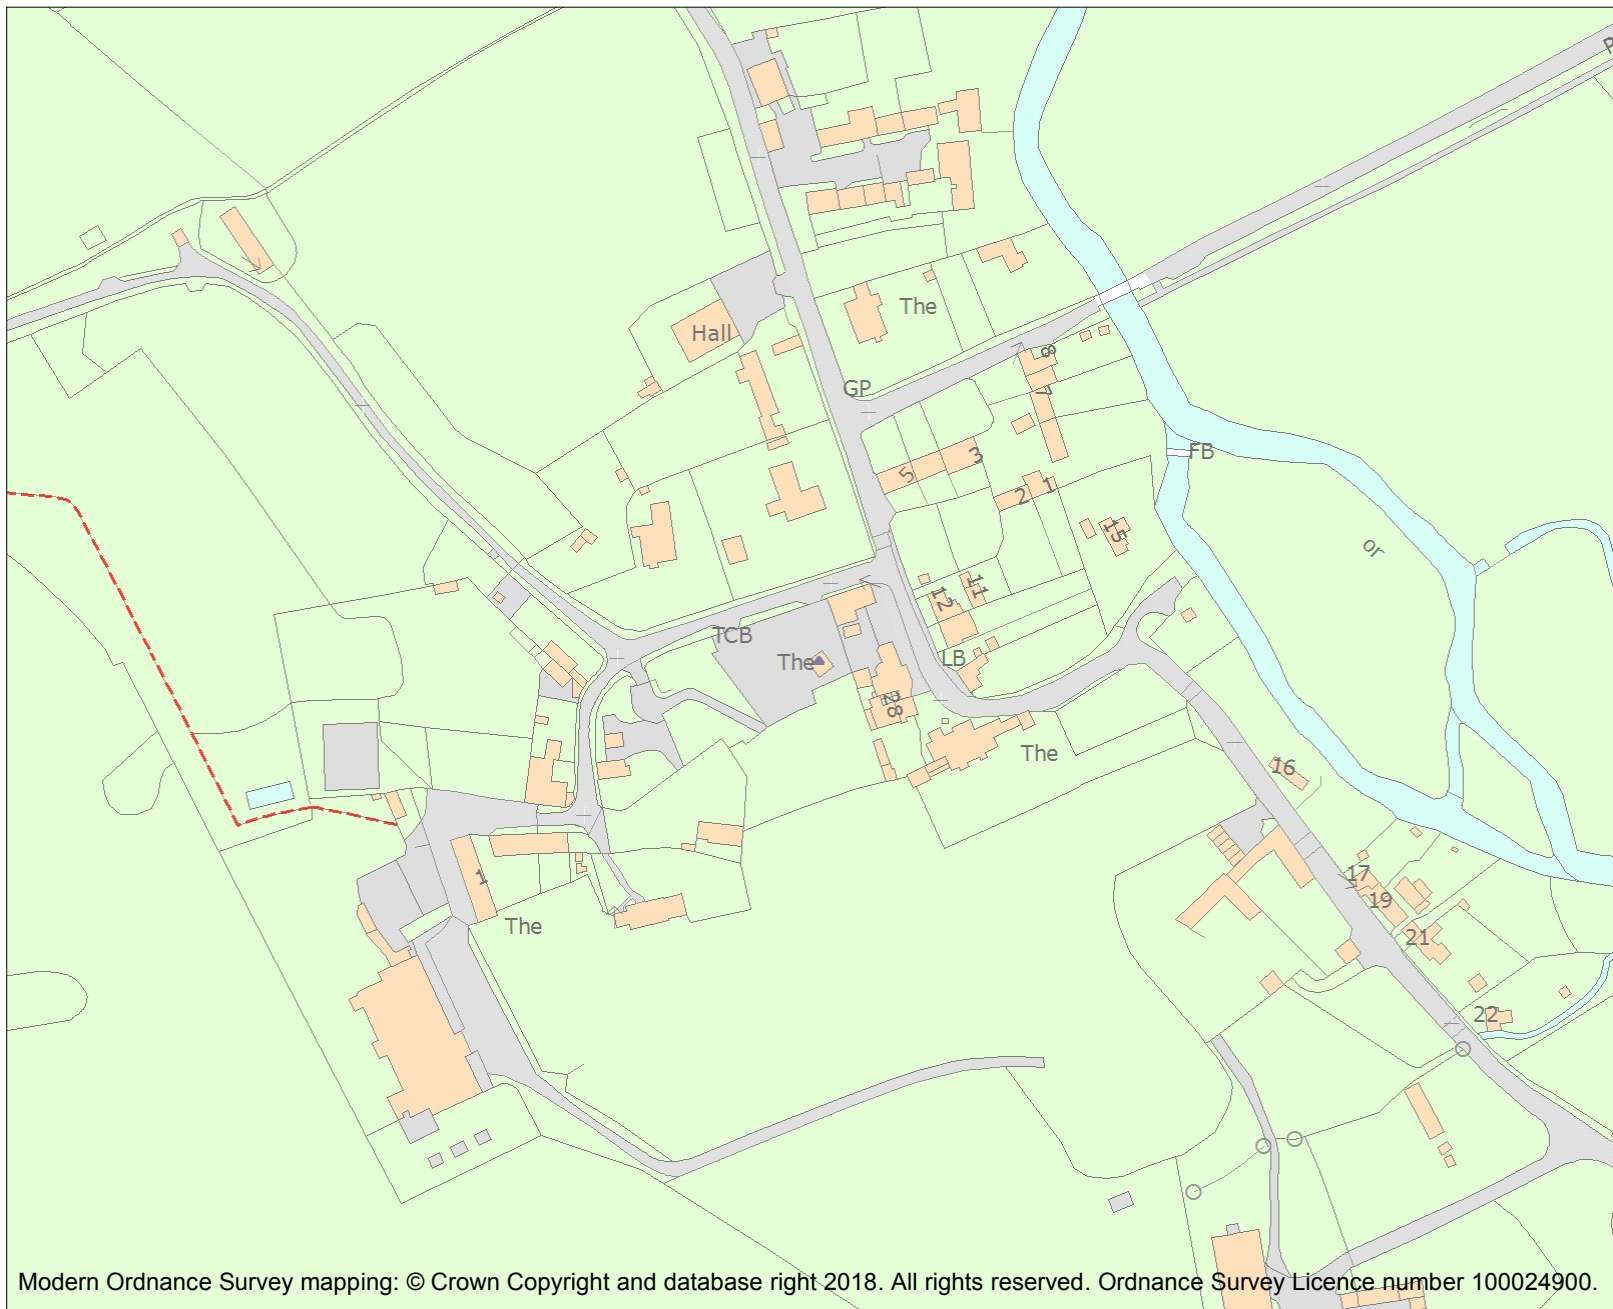 P
The
Hall
8
GP
7
FB
3
5
2
1
15
or
11
12
TCB
The
LB
28
The
16
17
1
19
The
21
22
Modern Ordnance Survey mapping: © Crown Copyright and database right 2018. All rights reserved. Ordnance Survey Licence number 100024900.